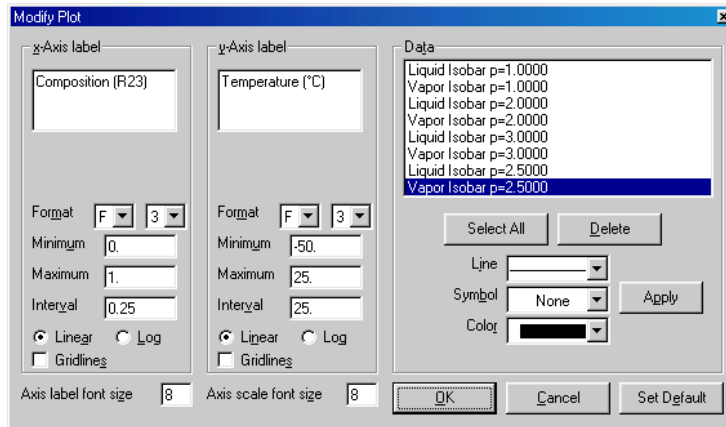 Modify Plot
x-Axis label
Composition (R23)
Format F 3
Minimum 0.
Maximum 1.
Interval 0.25
Linear Log
Gridlines
y-Axis label
Temperature (°C)
Format F 3
Minimum -50.
Maximum 25.
Interval 25.
Linear Log
Gridlines
Data
Liquid Isobar p=1.0000
Vapor Isobar p=1.0000
Liquid Isobar p=2.0000
Vapor Isobar p=2.0000
Liquid Isobar p=3.0000
Vapor Isobar p=3.0000
Liquid Isobar p=2.5000
Vapor Isobar p=2.5000
Select All Delete
Line
Symbol None Apply
Color
Axis label font size 8 Axis scale font size 8 OK Cancel Set Default